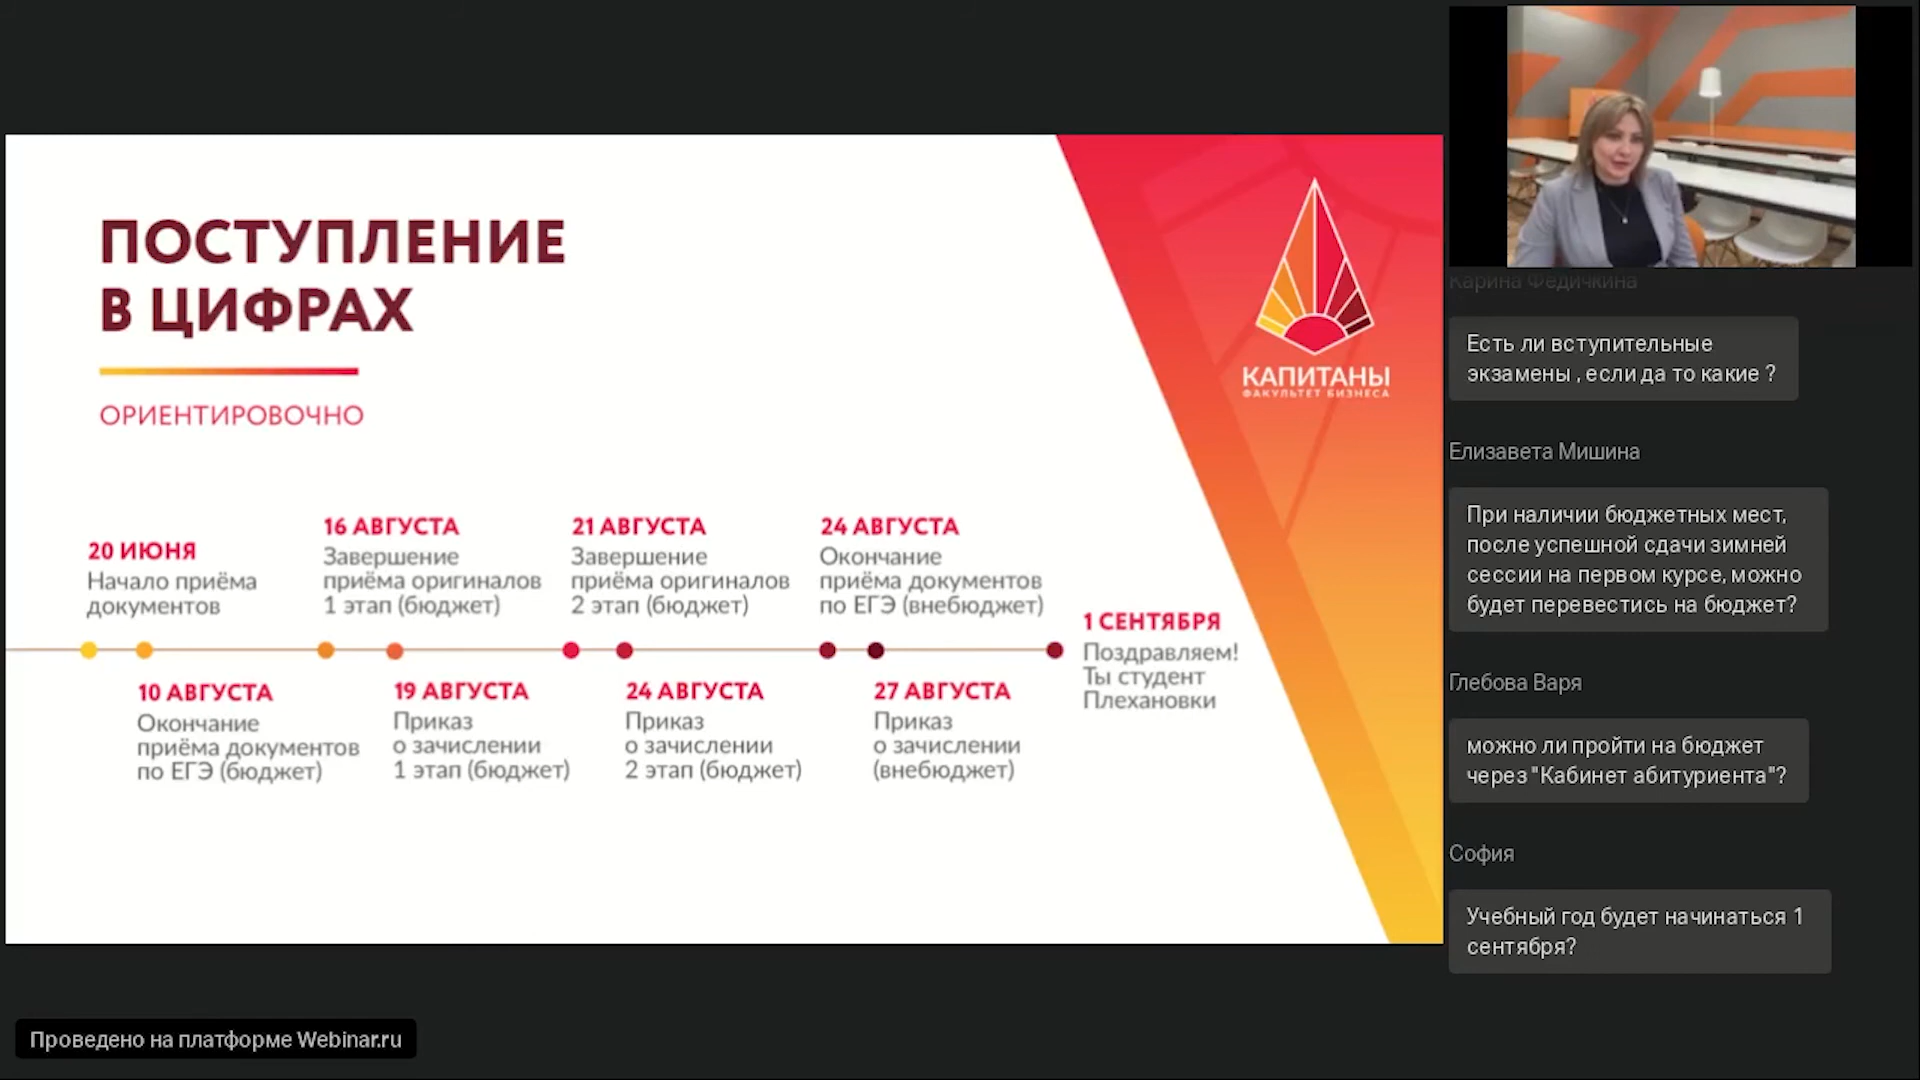 ПОСТУПЛЕНИЕ
В ЦИФРАХ
ОРИЕНТИРОВОЧНО
КАПИТАНЫ
ФАКУЛЬТЕТ БИЗНЕСА
20 ИЮНЯ
Начало приёма
документов
16 АВГУСТА
Завершение
приёма оригиналов
1 этап (бюджет)
21 АВГУСТА
Завершение
приёма оригиналов
2 этап (бюджет)
24 АВГУСТА
Окончание
приёма документов
по ЕГЭ (внебюджет)
1 СЕНТЯБРЯ
Поздравляем!
Ты студент
Плехановки
10 АВГУСТА
Окончание
приёма документов
по ЕГЭ (бюджет)
19 АВГУСТА
Приказ
о зачислении
1 этап (бюджет)
24 АВГУСТА
Приказ
о зачислении
2 этап (бюджет)
27 АВГУСТА
Приказ
о зачислении
(внебюджет)
Карина Федичкина
Есть ли вступительные
экзамены , если да то какие ?
Елизавета Мишина
При наличии бюджетных мест,
после успешной сдачи зимней
сессии на первом курсе, можно
будет перевестись на бюджет?
Глебова Варя
можно ли пройти на бюджет
через "Кабинет абитуриента"?
София
Учебный год будет начинаться 1
сентября?
Проведено на платформе Webinar.ru